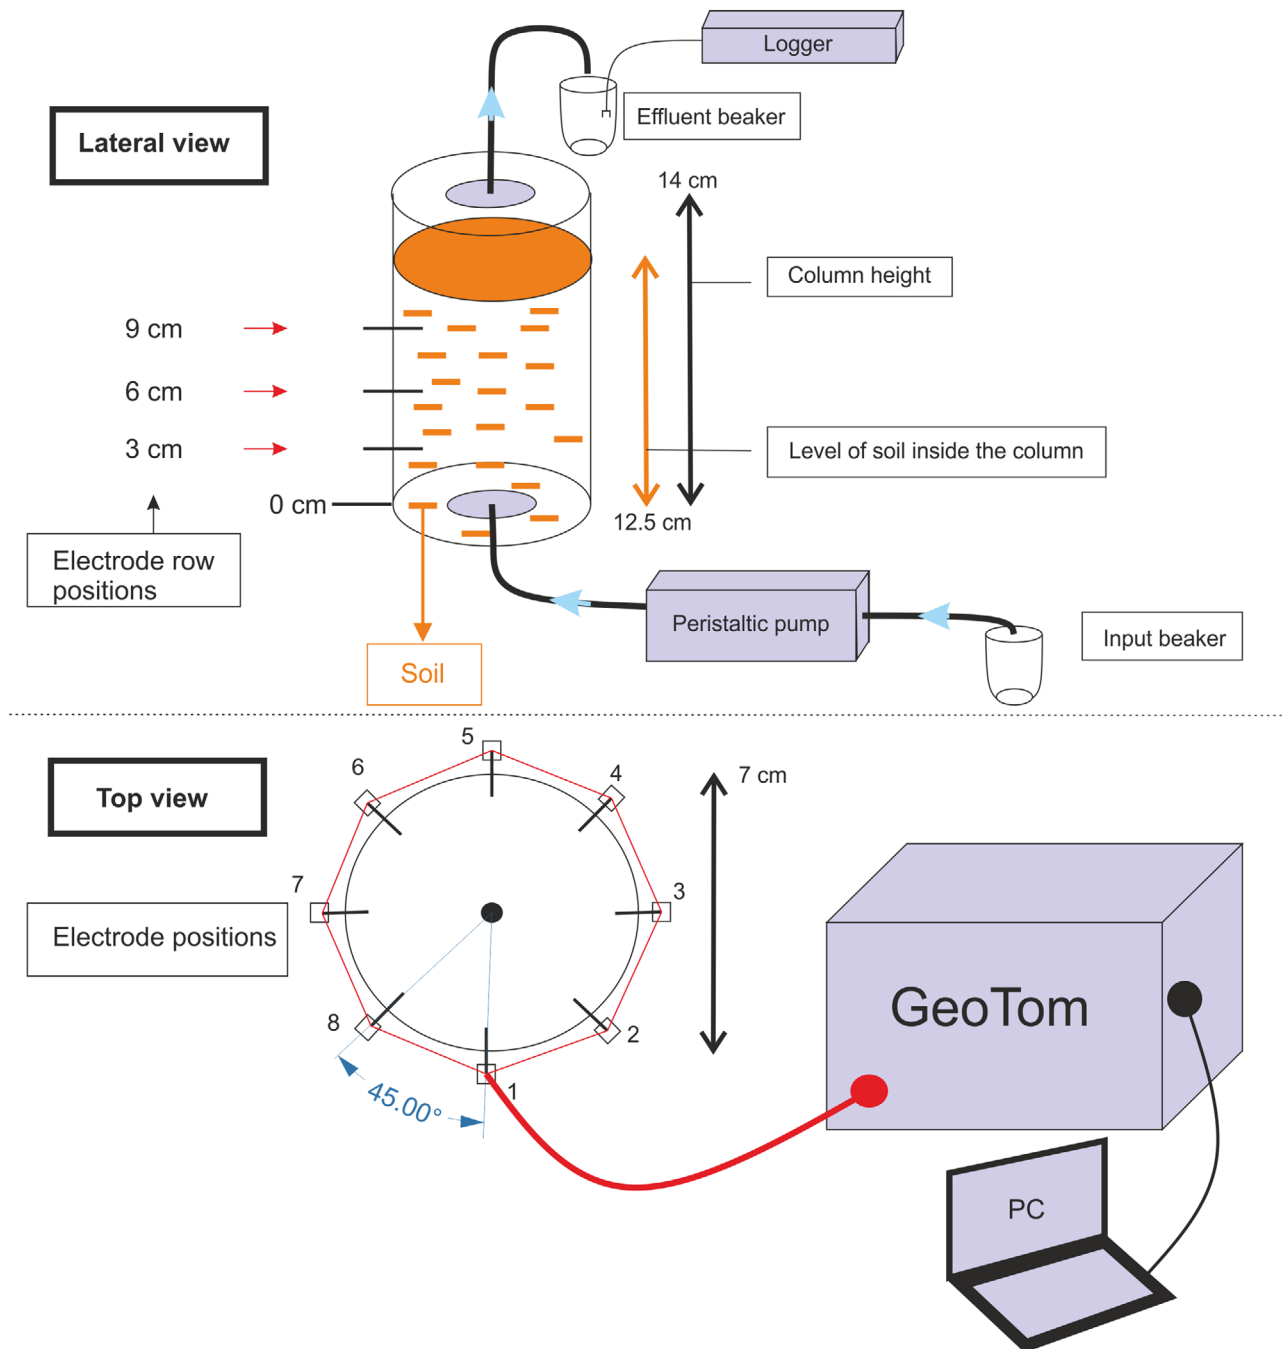 Logger
Effluent beaker
Lateral view
14 cm
Column height
9 cm
6 cm
3 cm
Level of soil inside the column
0 cm
12.5 cm
Electrode row
positions
Peristaltic pump
Input beaker
Soil
5
Top view
6
4
7 cm
7
3
Electrode positions
GeoTom
8
2
1
45.00°
PC